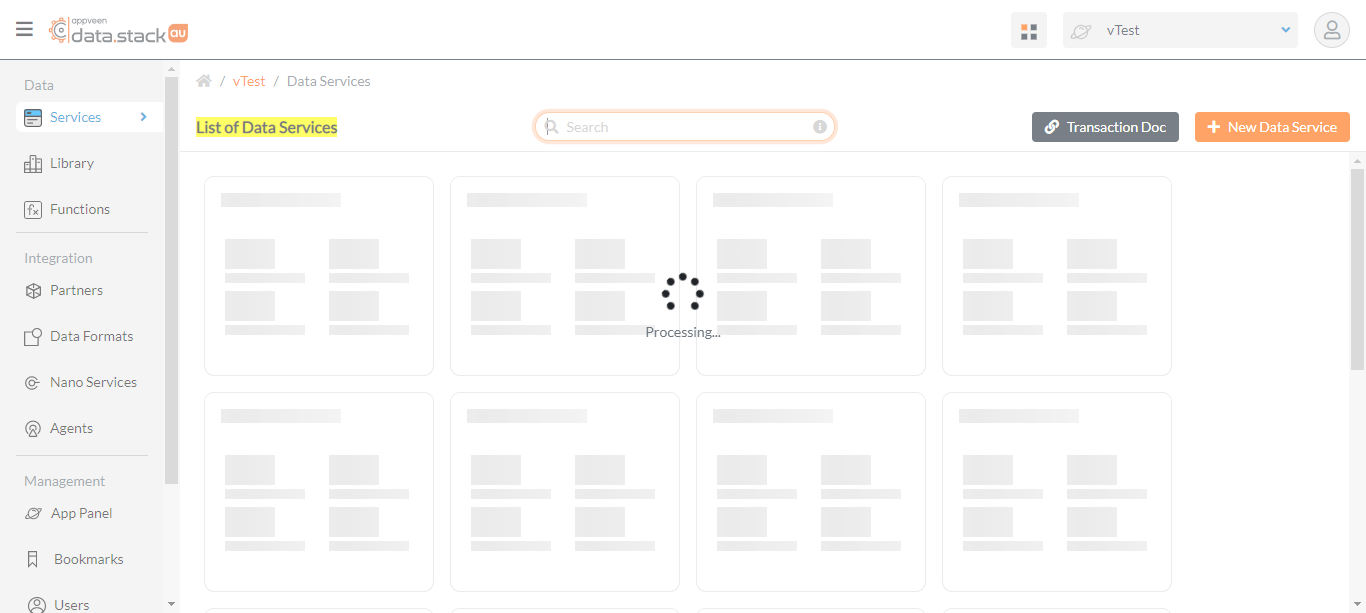 appveen
data.stack au
vTest
Data
Services
Library
Functions
Integration
Partners
Data Formats
Nano Services
Agents
Management
App Panel
Bookmarks
Users
/ vTest / Data Services
List of Data Services
Search
Transaction Doc
New Data Service
Processing...